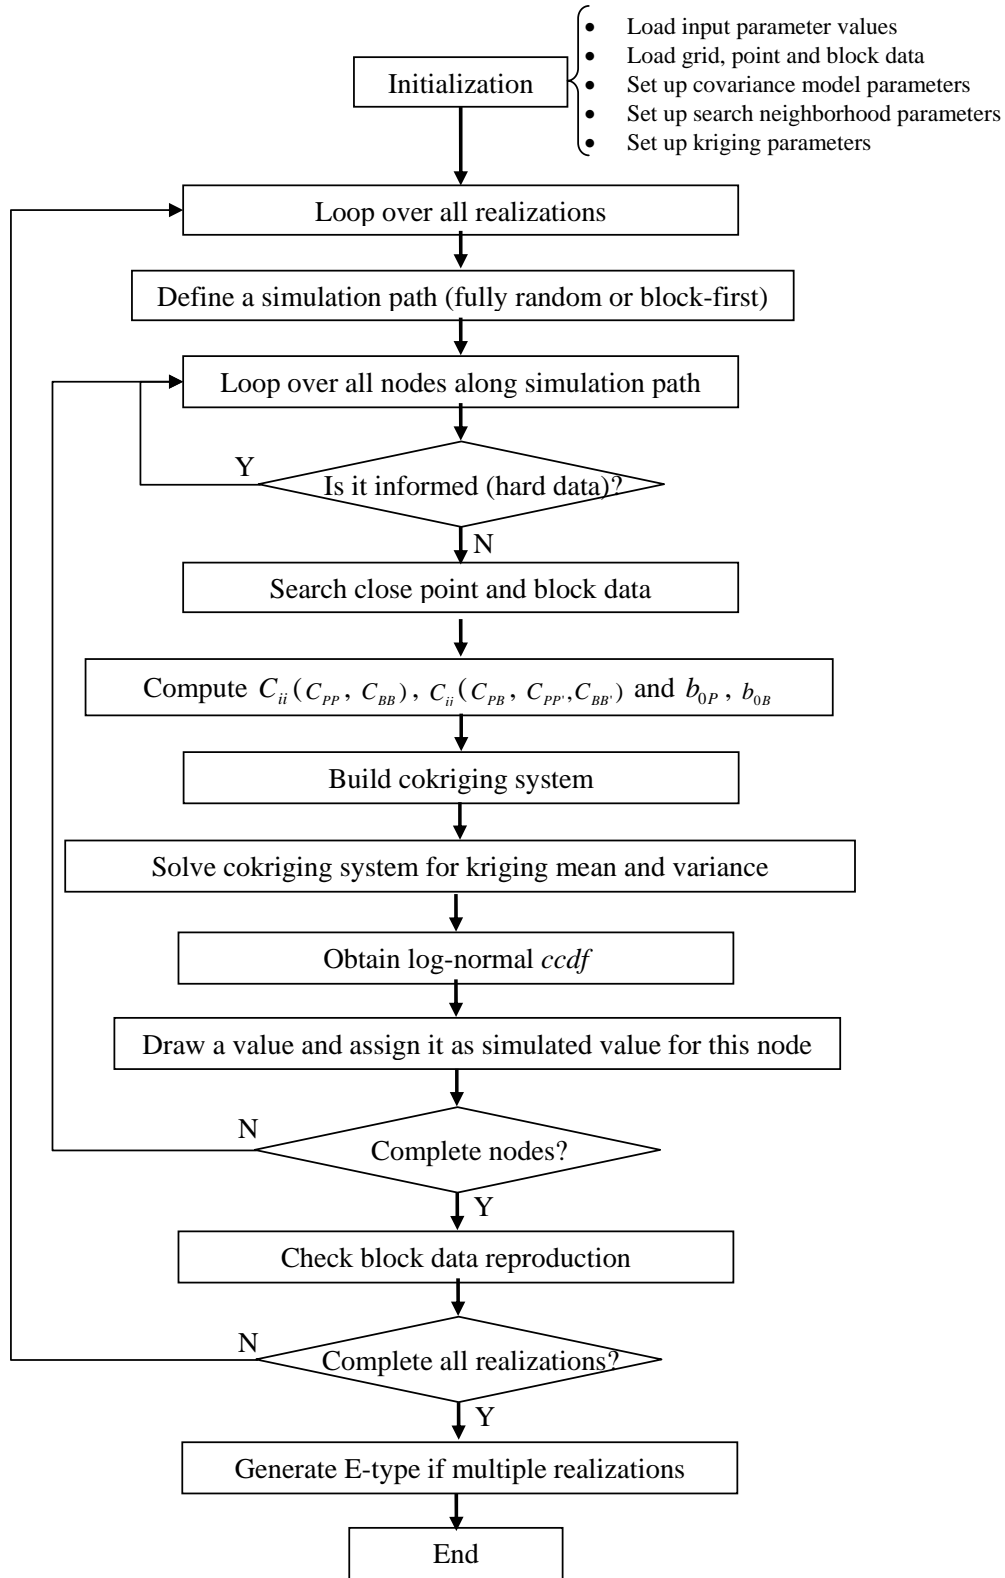 • Load input parameter values
• Load grid, point and block data
Initialization
• Set up covariance model parameters
• Set up search neighborhood parameters
• Set up kriging parameters
Loop over all realizations
Define a simulation path (fully random or block-first)
Loop over all nodes along simulation path
Y
Is it informed (hard data)?
N
Search close point and block data
Compute C_ii (C_PP, C_BB), C_ii (C_PB, C_PP', C_BB') and b_0P, b_0B
Build cokriging system
Solve cokriging system for kriging mean and variance
Obtain log-normal ccdf
Draw a value and assign it as simulated value for this node
N
Complete nodes?
Y
Check block data reproduction
N
Complete all realizations?
Y
Generate E-type if multiple realizations
End